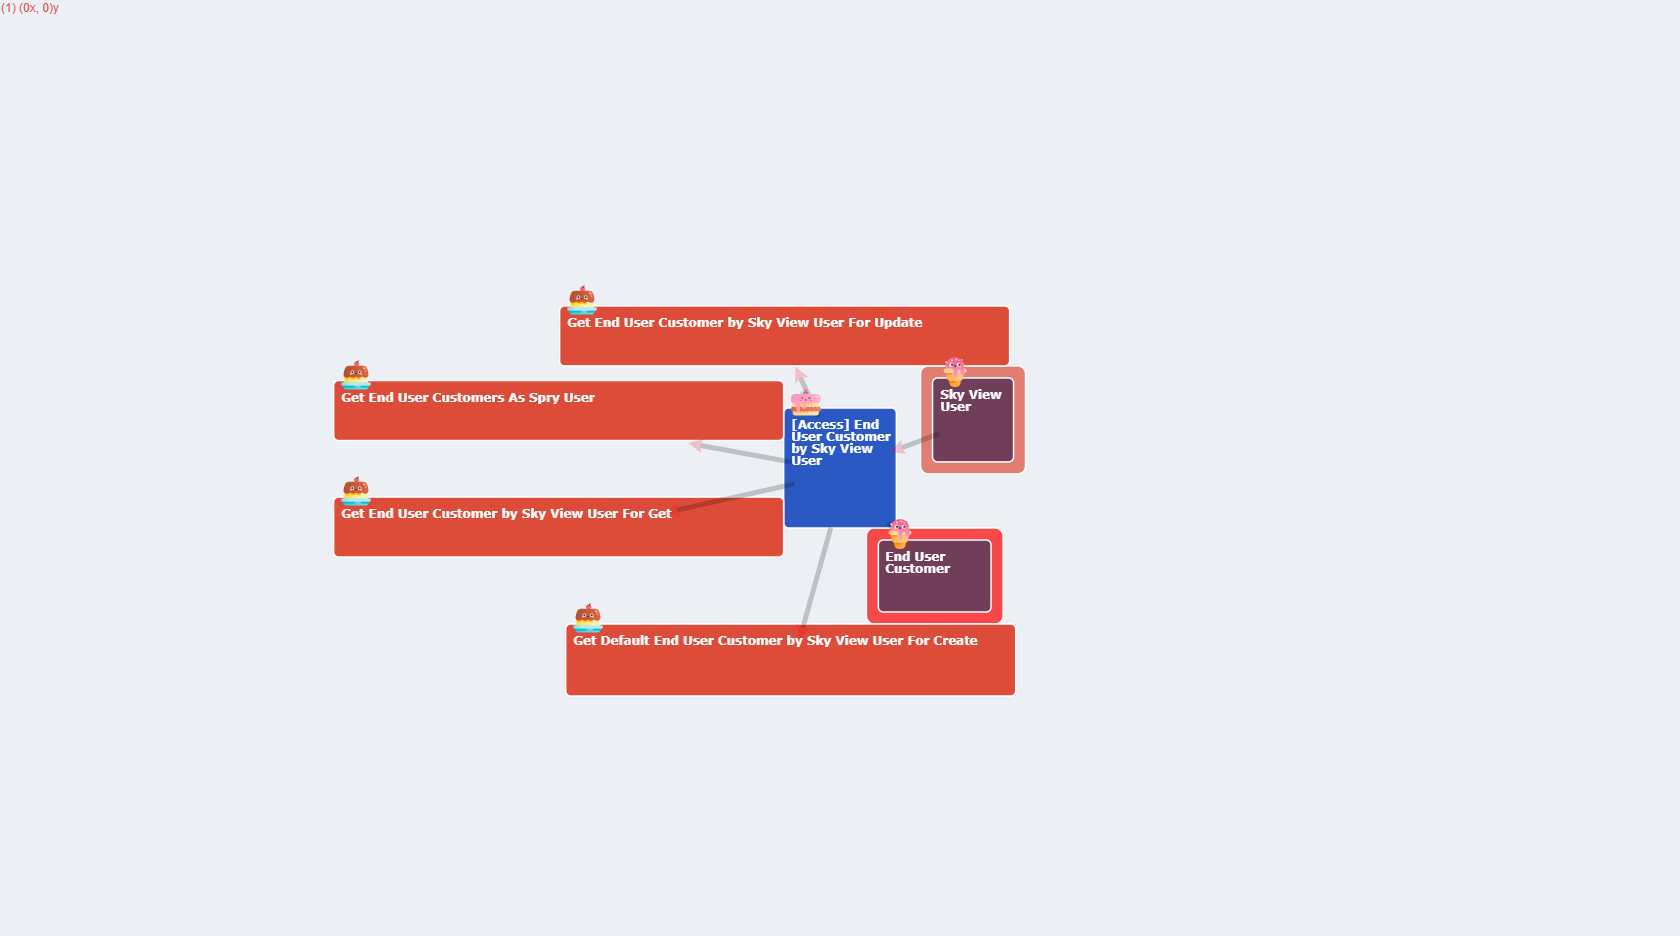 (1) (0x, 0)y
Get End User Customer by Sky View User For Update
Get End User Customers As Spry User
Sky View
User
[Access] End
User Customer
by Sky View
User
Get End User Customer by Sky View User For Get
End User
Customer
Get Default End User Customer by Sky View User For Create